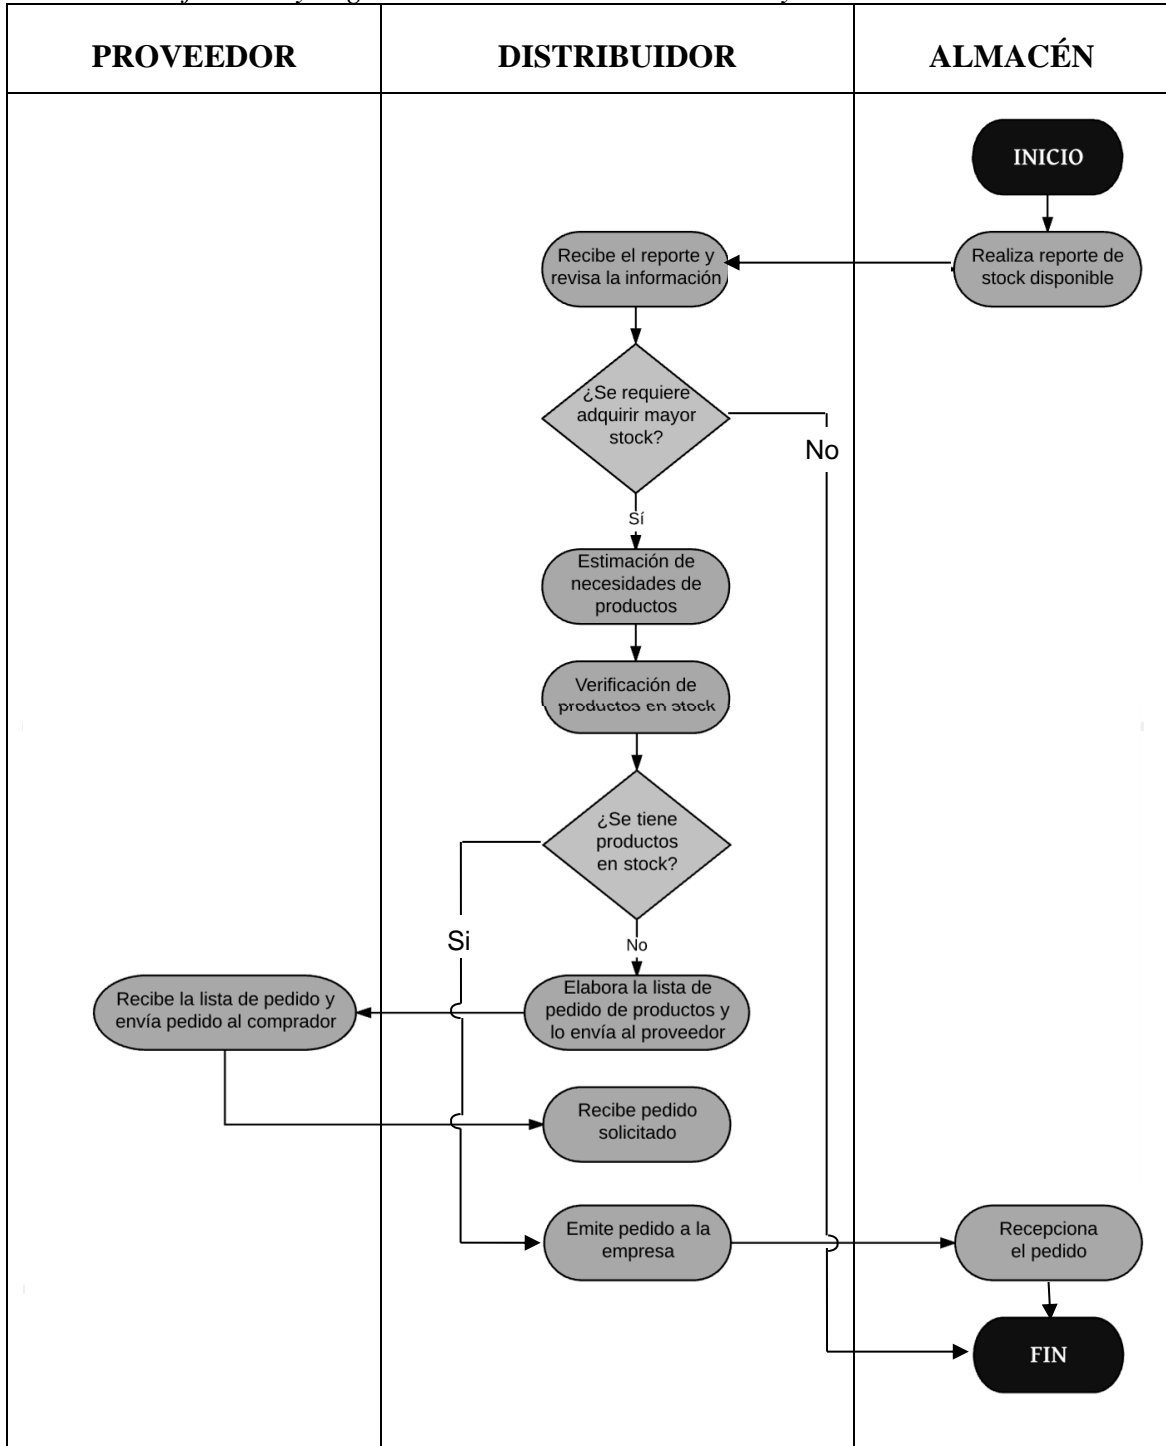 PROVEEDOR
DISTRIBUIDOR
ALMACÉN
INICIO
Realiza reporte de
stock disponible
Recibe el reporte y
revisa la información
¿Se requiere
adquirir mayor
stock?
No
Sí
Estimación de
necesidades de
productos
Verificación de
productos en stock
¿Se tiene
productos
en stock?
Si
No
Elabora la lista de
pedido de productos y
lo envía al proveedor
Recibe la lista de pedido y
envía pedido al comprador
Recibe pedido
solicitado
Emite pedido a la
empresa
Recepciona
el pedido
FIN